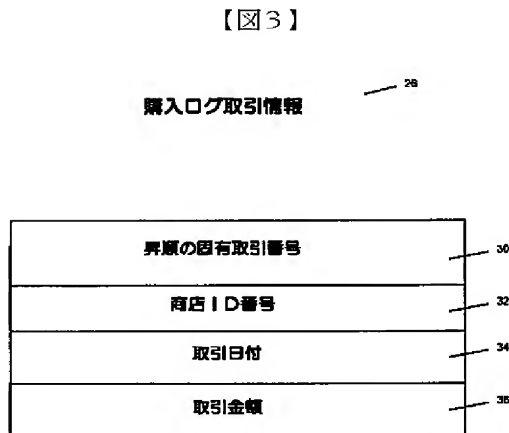 【図３】
28
購入ログ取引情報
昇順の固有取引番号 30
商店ＩＤ番号 32
取引日付 34
取引金額 36